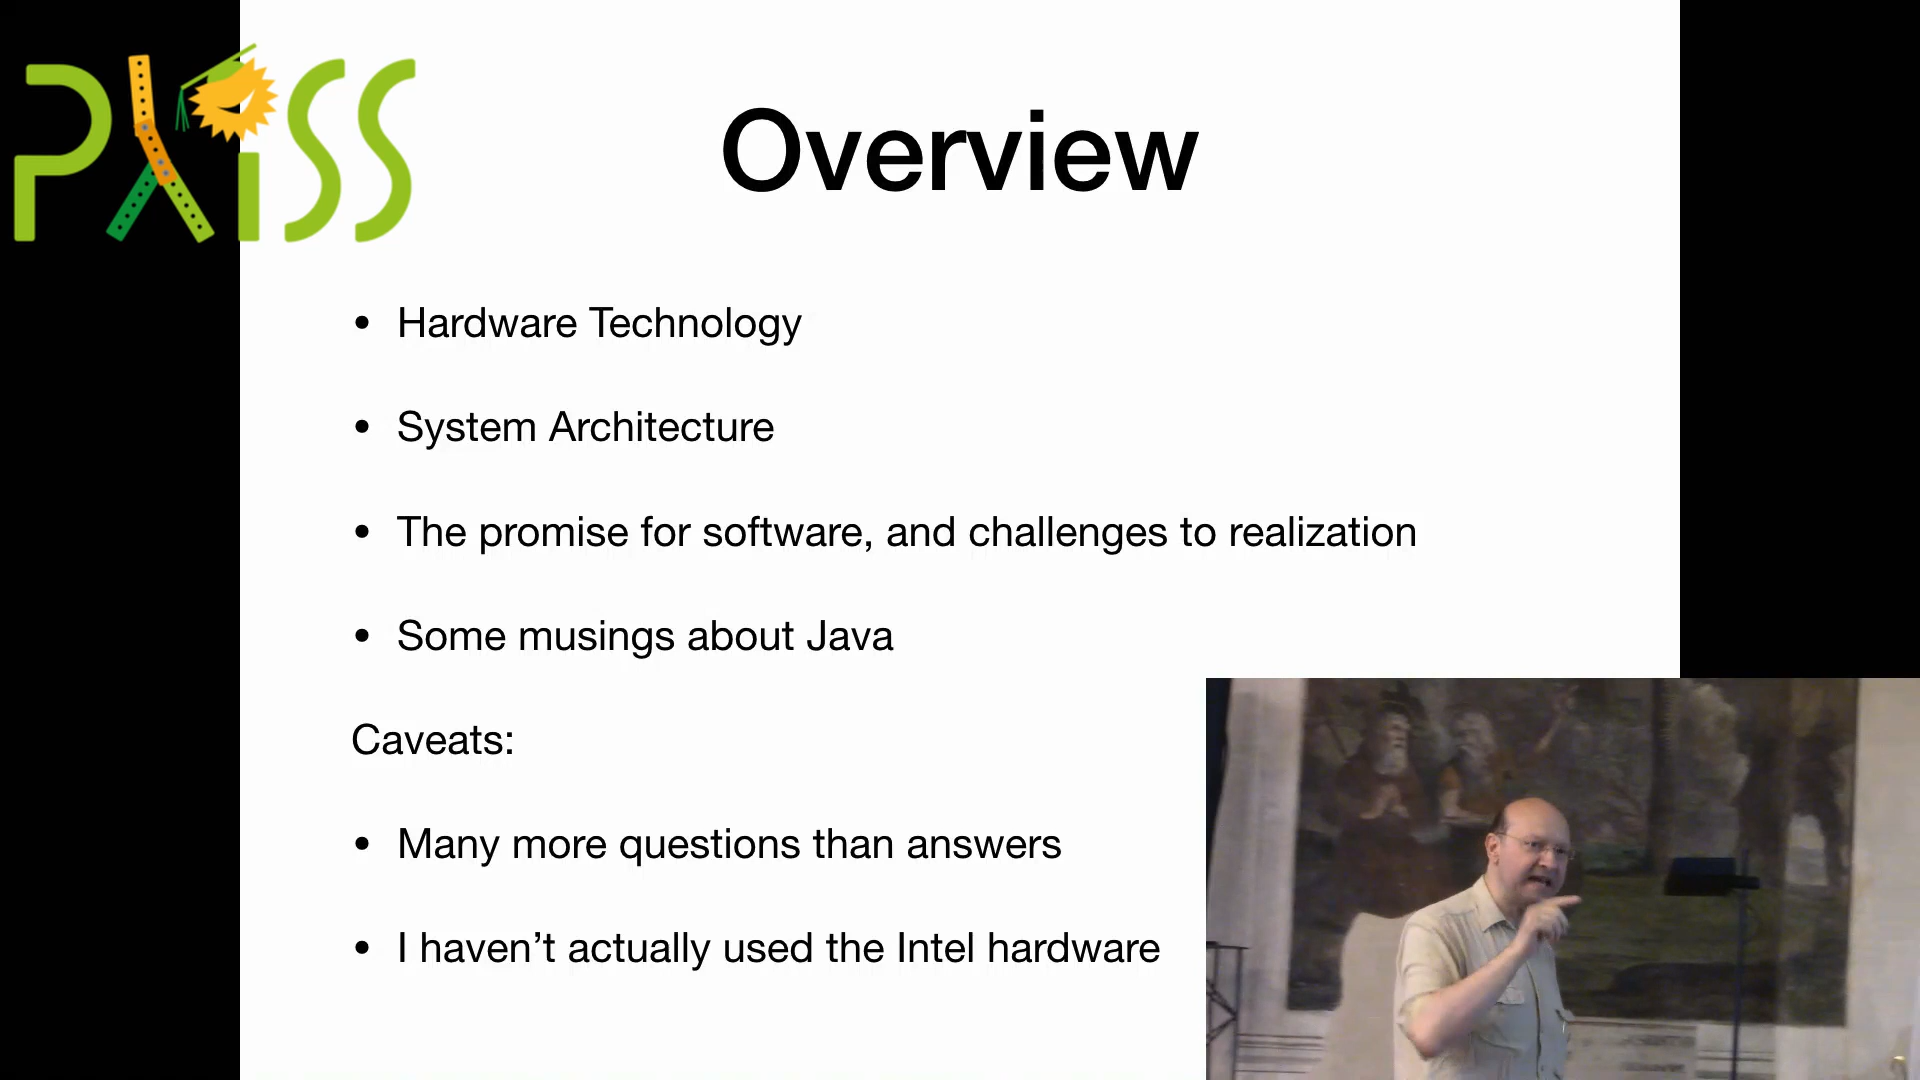 PLISS
Overview
• Hardware Technology
• System Architecture
• The promise for software, and challenges to realization
• Some musings about Java
Caveats:
• Many more questions than answers
• I haven’t actually used the Intel hardware